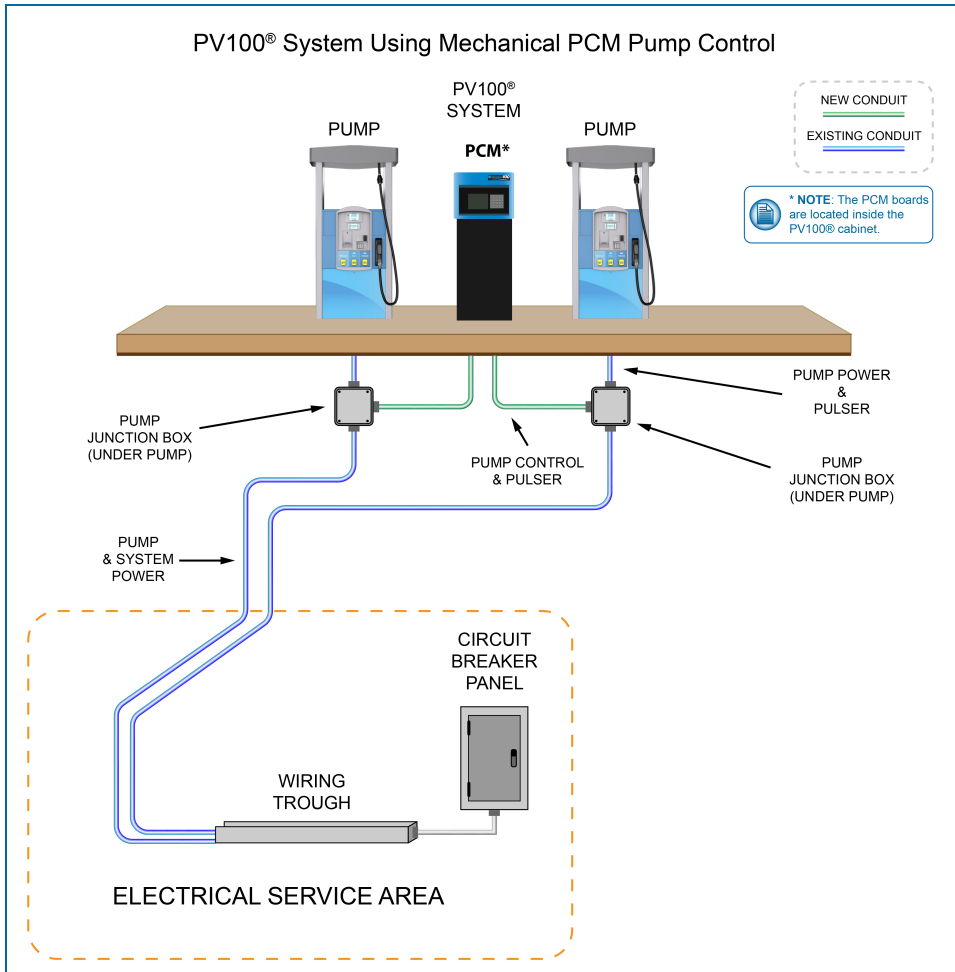 PV100® System Using Mechanical PCM Pump Control
PV100®
SYSTEM
PUMP
PCM*
PUMP
NEW CONDUIT
EXISTING CONDUIT
* NOTE: The PCM boards
are located inside the
PV100® cabinet.
PUMP
JUNCTION BOX
(UNDER PUMP)
PUMP CONTROL
& PULSER
PUMP POWER
&
PULSER
PUMP
JUNCTION BOX
(UNDER PUMP)
PUMP
& SYSTEM
POWER
CIRCUIT
BREAKER
PANEL
WIRING
TROUGH
ELECTRICAL SERVICE AREA